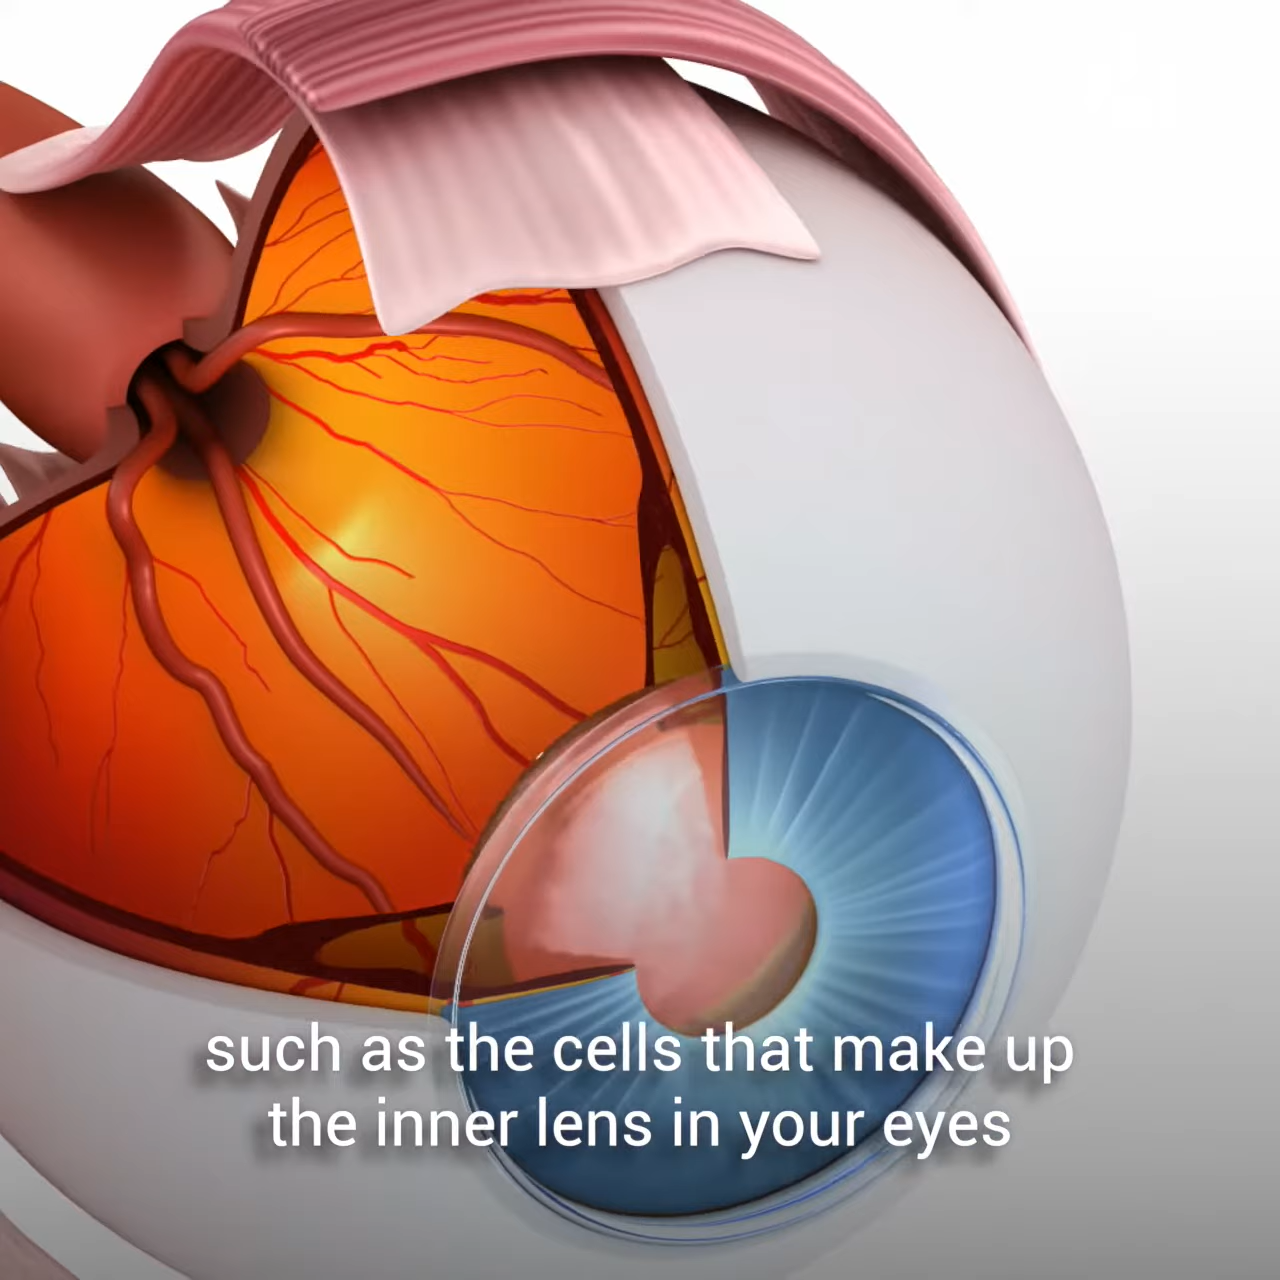 such as the cells that make up
the inner lens in your eyes